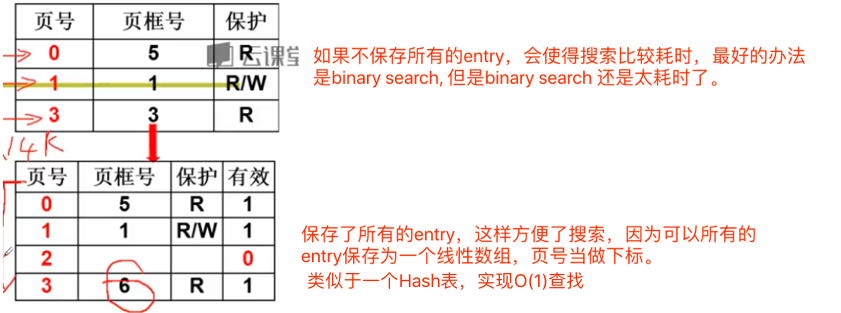 页号 页框号 保护
0 5 R
云课堂
1 1 R/W
3 3 R
如果不保存所有的entry，会使得搜索比较耗时，最好的办法
是binary search, 但是binary search 还是太耗时了。
.14K
页号 页框号 保护 有效
0 5 R 1
1 1 R/W 1
2 0
3 6 R 1
保存了所有的entry，这样方便了搜索，因为可以所有的
entry保存为一个线性数组，页号当做下标。
类似于一个Hash表，实现O(1)查找